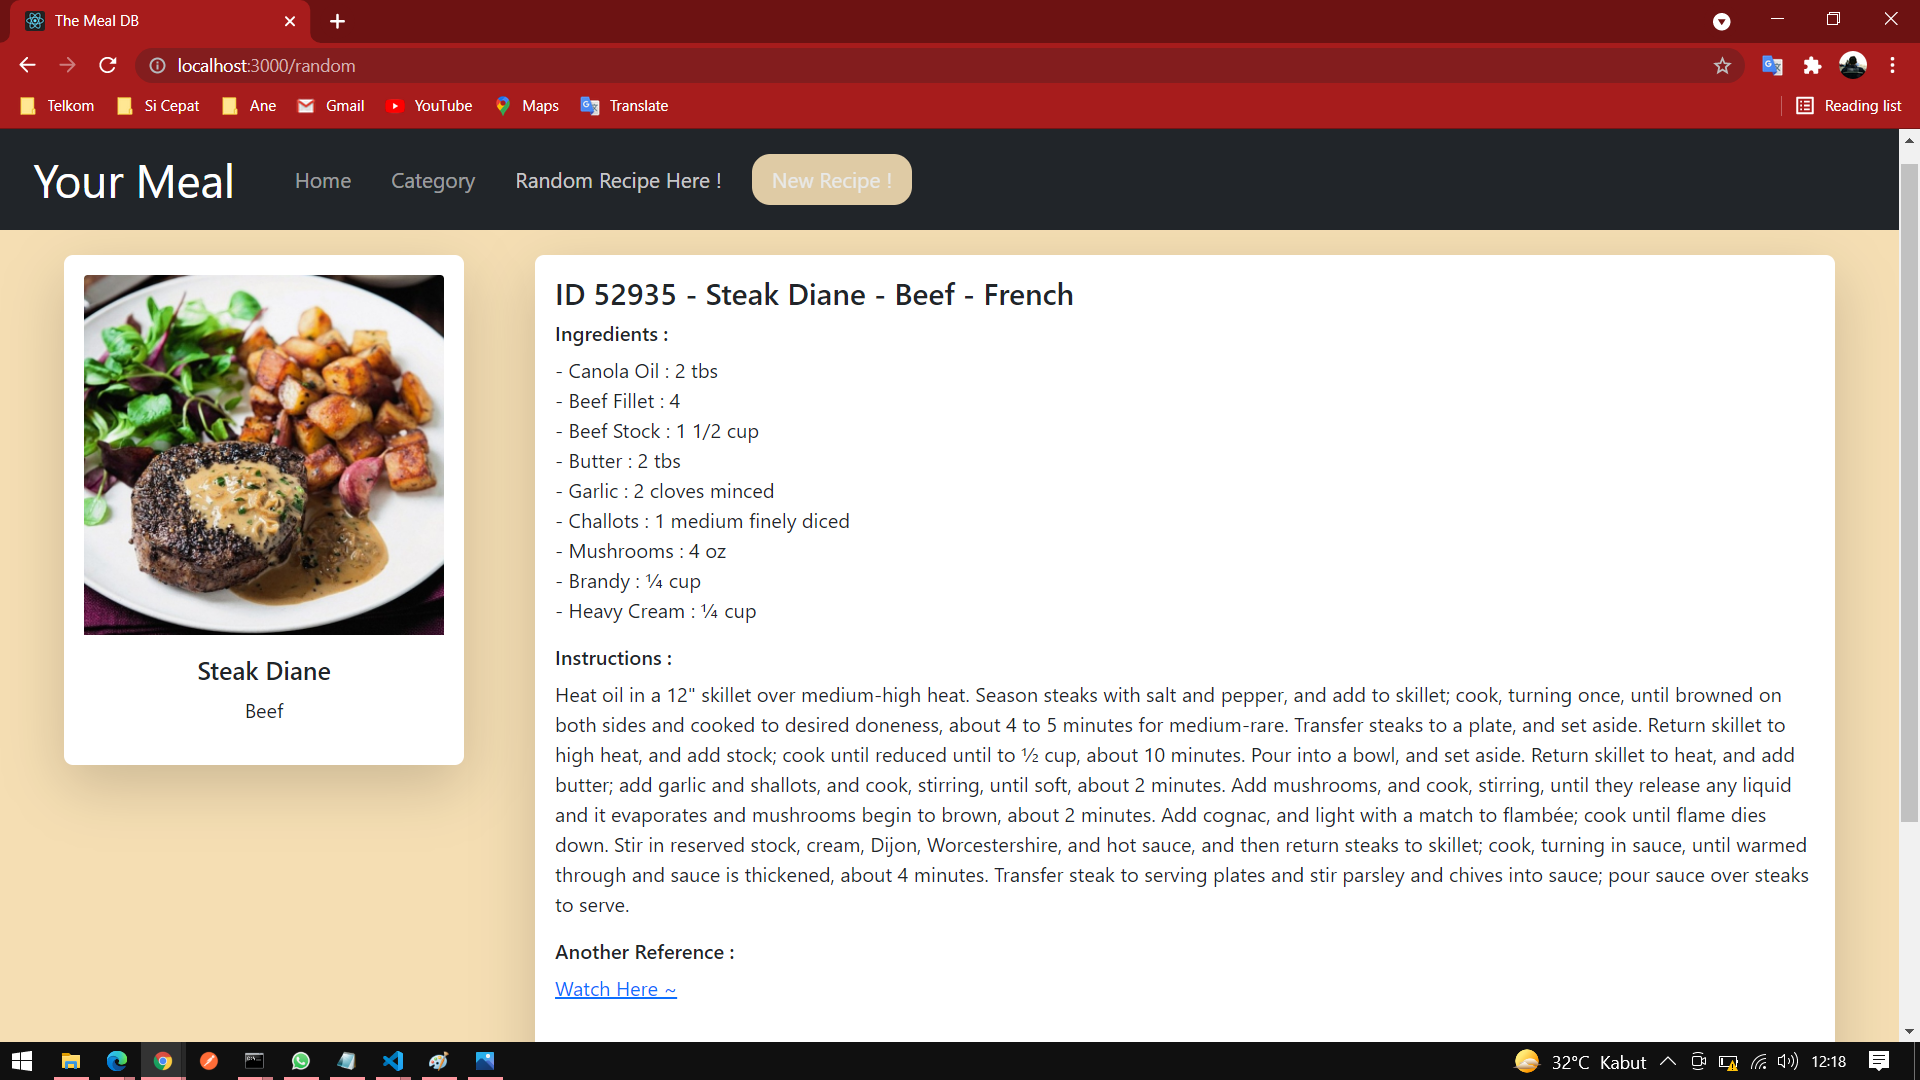 The Meal DB
localhost:3000/random
Telkom Si Cepat Ane Gmail YouTube Maps Translate Reading list
Your Meal Home Category Random Recipe Here ! New Recipe !
ID 52935 - Steak Diane - Beef - French
Ingredients :
- Canola Oil : 2 tbs
- Beef Fillet : 4
- Beef Stock : 1 1/2 cup
- Butter : 2 tbs
- Garlic : 2 cloves minced
- Challots : 1 medium finely diced
- Mushrooms : 4 oz
- Brandy : ¼ cup
- Heavy Cream : ¼ cup
Steak Diane
Beef
Instructions :
Heat oil in a 12" skillet over medium-high heat. Season steaks with salt and pepper, and add to skillet; cook, turning once, until browned on
both sides and cooked to desired doneness, about 4 to 5 minutes for medium-rare. Transfer steaks to a plate, and set aside. Return skillet to
high heat, and add stock; cook until reduced until to ½ cup, about 10 minutes. Pour into a bowl, and set aside. Return skillet to heat, and add
butter; add garlic and shallots, and cook, stirring, until soft, about 2 minutes. Add mushrooms, and cook, stirring, until they release any liquid
and it evaporates and mushrooms begin to brown, about 2 minutes. Add cognac, and light with a match to flambée; cook until flame dies
down. Stir in reserved stock, cream, Dijon, Worcestershire, and hot sauce, and then return steaks to skillet; cook, turning in sauce, until warmed
through and sauce is thickened, about 4 minutes. Transfer steak to serving plates and stir parsley and chives into sauce; pour sauce over steaks
to serve.
Another Reference :
Watch Here ~
32°C Kabut 12:18